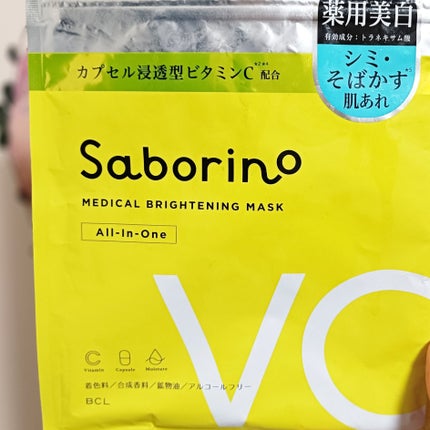 薬用美白
有効成分：トラネキサム酸
シミ・
そばかす
肌あれ
カプセル浸透型ビタミンC 配合
Saborino
MEDICAL BRIGHTENING MASK
All-in-One
VC
Vitamin Capsule Moisture
着色料／合成香料／鉱物油／アルコールフリー
BCL